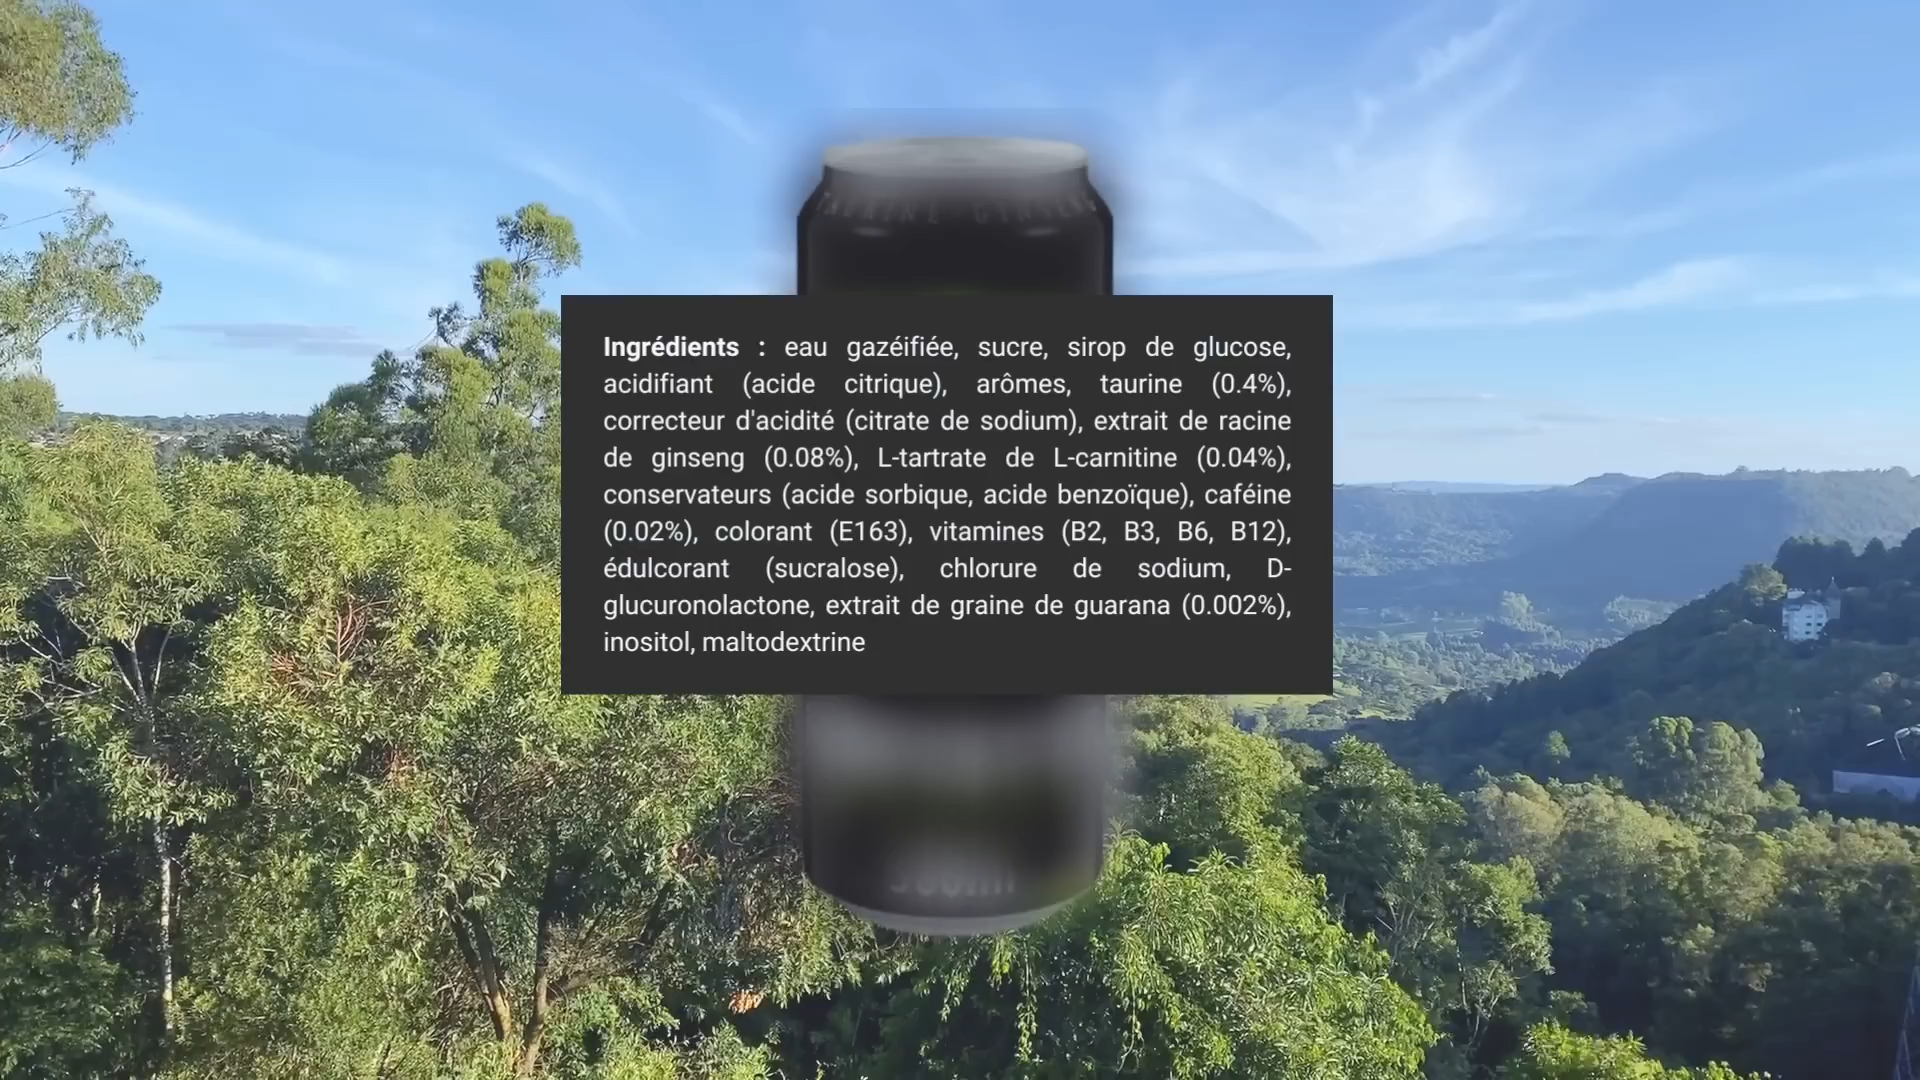 Ingrédients : eau gazéifiée, sucre, sirop de glucose,
acidifiant (acide citrique), arômes, taurine (0.4%),
correcteur d'acidité (citrate de sodium), extrait de racine
de ginseng (0.08%), L-tartrate de L-carnitine (0.04%),
conservateurs (acide sorbique, acide benzoïque), caféine
(0.02%), colorant (E163), vitamines (B2, B3, B6, B12),
édulcorant (sucralose), chlorure de sodium, D-
glucuronolactone, extrait de graine de guarana (0.002%),
inositol, maltodextrine